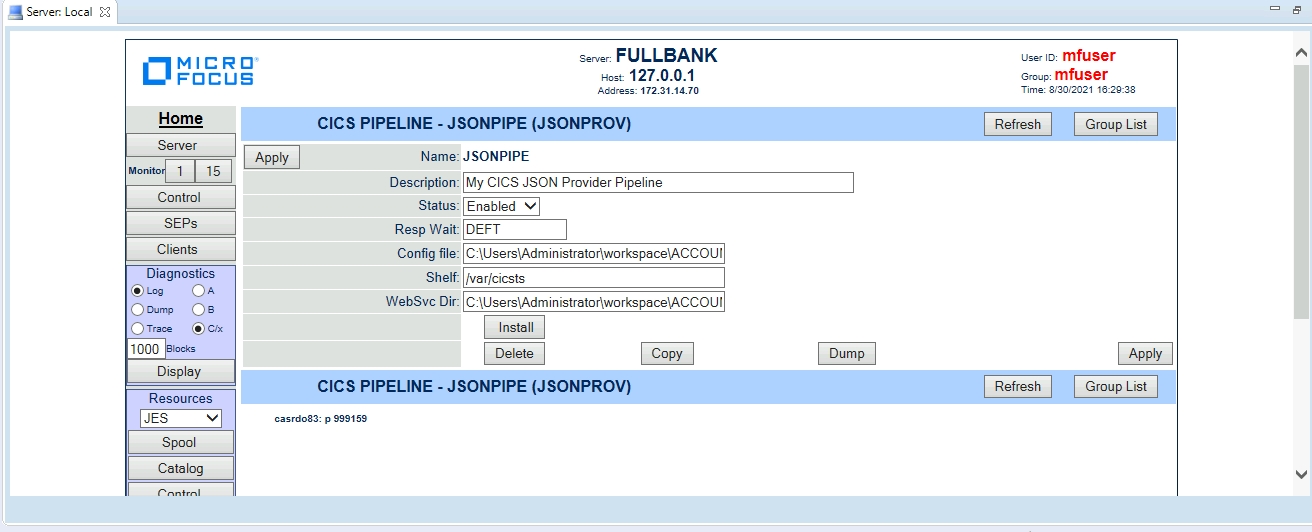 Server: Local
MICRO FOCUS
Server: FULLBANK
Host: 127.0.0.1
Address: 172.31.14.70
User ID: mfuser
Group: mfuser
Time: 8/30/2021 16:29:38
Home
Server
Monitor 1 15
Control
SEPs
Clients
Diagnostics
Log A
Dump B
Trace C/x
1000 Blocks
Display
Resources
JES
Spool
Catalog
Control
CICS PIPELINE - JSONPIPE (JSONPROV) Refresh Group List
Apply Name: JSONPIPE
Description: My CICS JSON Provider Pipeline
Status: Enabled
Resp Wait: DEFT
Config file: C:\Users\Administrator\workspace\ACCOUN
Shelf: /var/cicsts
WebSvc Dir: C:\Users\Administrator\workspace\ACCOUN
Install
Delete Copy Dump Apply
CICS PIPELINE - JSONPIPE (JSONPROV) Refresh Group List
casrdo83: p 999159